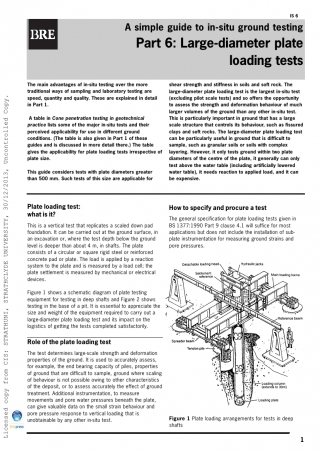 IS 6
BRE
A simple guide to in-situ ground testing
Part 6: Large-diameter plate
loading tests
The main advantages of in-situ testing over the more
traditional ways of sampling and laboratory testing are
speed, quantity and quality. These are explained in detail
in Part 1.
A table in Cone penetration testing in geotechnical
practice lists some of the major in-situ tests and their
perceived applicability for use in different ground
conditions. (The table is also given in Part 1 of these
guides and is discussed in more detail there.) The table
gives the applicability for plate loading tests irrespective of
plate size.
This guide considers tests with plate diameters greater
than 500 mm. Such tests of this size are suitable for
shear strength and stiffness in soils and soft rock. The
large-diameter plate loading test is the largest in-situ test
(excluding pilot scale tests) and so offers the opportunity
to assess the strength and deformation behaviour of much
larger volumes of the ground than any other in-situ test.
This is particularly important in ground that has a large
scale structure that controls its behaviour, such as fissured
clays and soft rocks. The large-diameter plate loading test
can be particularly useful in ground that is difficult to
sample, such as granular soils or soils with complex
layering. However, it only tests ground within two plate
diameters of the centre of the plate, it generally can only
test above the water table (including artificially lowered
water table), it needs reaction to applied load, and it can
be expensive.
Plate loading test:
what is it?
This is a vertical test that replicates a scaled down pad
foundation. It can be carried out at the ground surface, in
an excavation or, where the test depth below the ground
level is deeper than about 4 m, in shafts. The plate
consists of a circular or square rigid steel or reinforced
concrete pad or plate. The load is applied by a reaction
system to the plate and is measured by a load cell; the
plate settlement is measured by mechanical or electrical
devices.
Figure 1 shows a schematic diagram of plate testing
equipment for testing in deep shafts and Figure 2 shows
testing in the base of a pit. It is essential to appreciate the
size and weight of the equipment required to carry out a
large-diameter plate loading test and its impact on the
logistics of getting the tests completed satisfactorily.
Role of the plate loading test
The test determines large-scale strength and deformation
properties of the ground. It is used to accurately assess,
for example, the end bearing capacity of piles, properties
of ground that are difficult to sample, ground where scaling
of behaviour is not possible owing to other characteristics
of the deposit, or to assess accurately the effect of ground
treatment. Additional instrumentation, to measure
movements and pore water pressures beneath the plate,
can give valuable data on the small strain behaviour and
pore pressure response to vertical loading that is
unobtainable by any other in-situ test.
How to specify and procure a test
The general specification for plate loading tests given in
BS 1377:1990 Part 9 clause 4.1 will suffice for most
applications but does not include the installation of sub-
plate instrumentation for measuring ground strains and
pore pressures.
Detachable load head
Hydraulic jacks
Settlement
reference
Main loading beams
Reference beam
Spreader beam
Tension pile
Loading column
Loading plate
Figure 1 Plate loading arrangements for tests in deep
shafts
1
Licensed copy from CIS: STRATHUNI, STRATHCLYDE UNIVERSITY, 30/12/2013, Uncontrolled Copy.